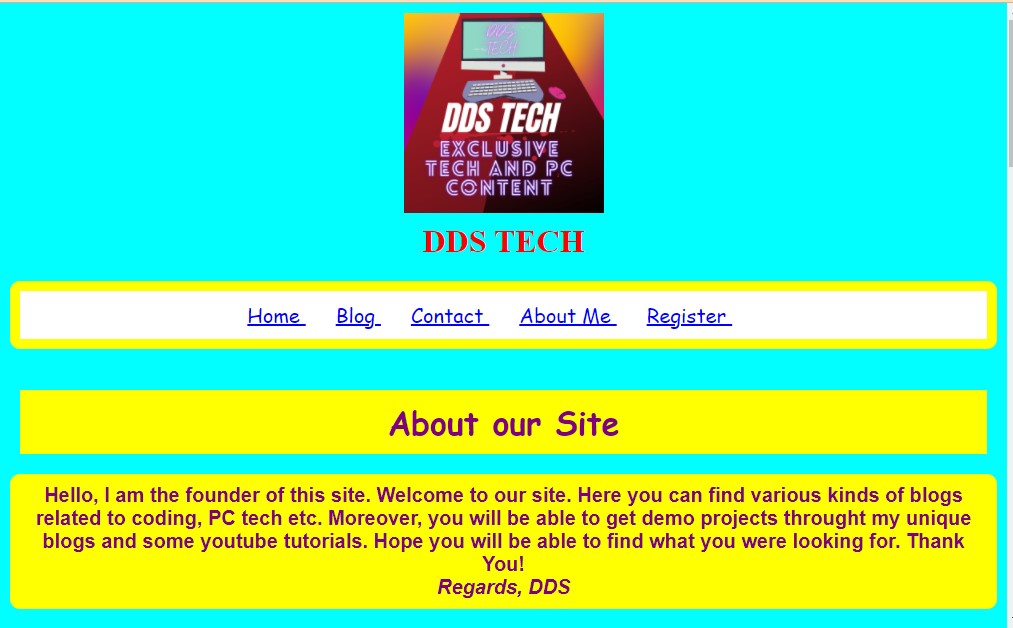 DDS
TECH
DDS TECH
EXCLUSIVE
TECH AND PC
CONTENT
DDS TECH
Home Blog Contact About Me Register
About our Site
Hello, I am the founder of this site. Welcome to our site. Here you can find various kinds of blogs
related to coding, PC tech etc. Moreover, you will be able to get demo projects throught my unique
blogs and some youtube tutorials. Hope you will be able to find what you were looking for. Thank
You!
Regards, DDS